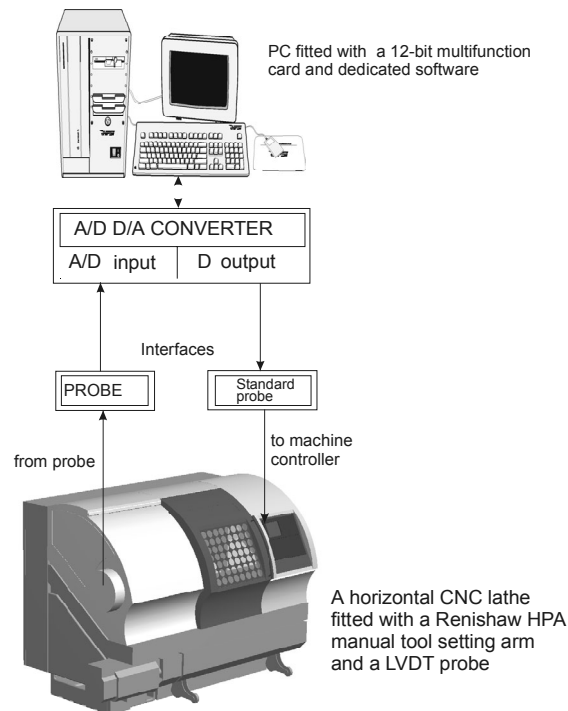 PC fitted with a 12-bit multifunction
card and dedicated software
A/D D/A CONVERTER
A/D input
D output
Interfaces
PROBE
Standard
probe
from probe
to machine
controller
A horizontal CNC lathe
fitted with a Renishaw HPA
manual tool setting arm
and a LVDT probe